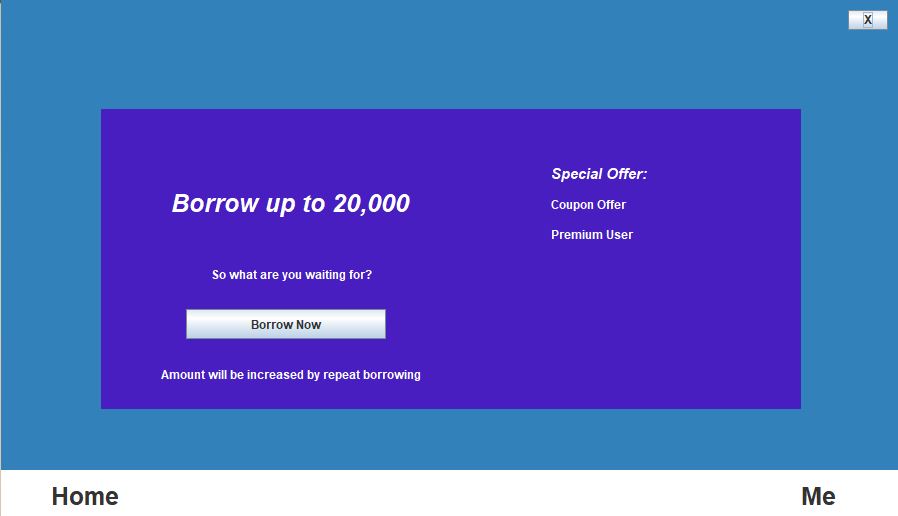 X
Borrow up to 20,000
So what are you waiting for?
Borrow Now
Amount will be increased by repeat borrowing
Special Offer:
Coupon Offer
Premium User
Home
Me